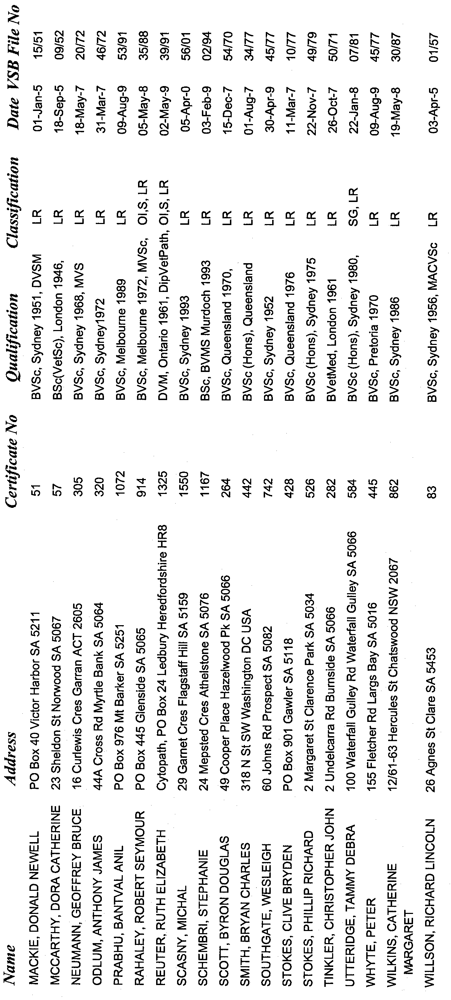 Name Address Certificate No Qualification Classification Date VSB File No
MACKIE, DONALD NEWELL PO Box 40 Victor Harbor SA 5211 51 BVSc, Sydney 1951, DVSM LR 01-Jan-5 15/51
MCCARTHY, DORA CATHERINE 23 Sheldon St Norwood SA 5067 57 BSc(VetSc), London 1946, LR 18-Sep-5 09/52
NEUMANN, GEOFFREY BRUCE 16 Curlewis Cres Garran ACT 2605 305 BVSc, Sydney 1968, MVS LR 18-May-7 20/72
ODLUM, ANTHONY JAMES 44A Cross Rd Myrtle Bank SA 5064 320 BVSc, Sydney1972 LR 31-Mar-7 46/72
PRABHU, BANTVAL ANIL PO Box 976 Mt Barker SA 5251 1072 BVSc, Melbourne 1989 LR 09-Aug-9 53/91
RAHALEY, ROBERT SEYMOUR PO Box 445 Glenside SA 5065 914 BVSc, Melbourne 1972, MVSc, OI,S, LR 05-May-8 35/88
REUTER, RUTH ELIZABETH Cytopath, PO Box 24 Ledbury Heredfordshire HR8 1325 DVM, Ontario 1961, DipVetPath, OI,S, LR 02-May-9 39/91
SCASNY, MICHAL 29 Garnet Cres Flagstaff Hill SA 5159 1550 BVSc, Sydney 1993 LR 05-Apr-0 56/01
SCHEMBRI, STEPHANIE 24 Mepsted Cres Athelstone SA 5076 1167 BSc, BVMS Murdoch 1993 LR 03-Feb-9 02/94
SCOTT, BYRON DOUGLAS 49 Cooper Place Hazelwood Pk SA 5066 264 BVSc, Queensland 1970, LR 15-Dec-7 54/70
SMITH, BRYAN CHARLES 318 N St SW Washington DC USA 442 BVSc (Hons), Queensland LR 01-Aug-7 34/77
SOUTHGATE, WESLEIGH 60 Johns Rd Prospect SA 5082 742 BVSc, Sydney 1952 LR 30-Apr-9 45/77
STOKES, CLIVE BRYDEN PO Box 901 Gawler SA 5118 428 BVSc, Queensland 1976 LR 11-Mar-7 10/77
STOKES, PHILLIP RICHARD 2 Margaret St Clarence Park SA 5034 526 BVSc (Hons), Sydney 1975 LR 22-Nov-7 49/79
TINKLER, CHRISTOPHER JOHN 2 Undelcarra Rd Burnside SA 5066 282 BVetMed, London 1961 LR 26-Oct-7 50/71
UTTERIDGE, TAMMY DEBRA 100 Waterfall Gulley Rd Waterfall Gulley SA 5066 584 BVSc (Hons), Sydney 1980, SG, LR 22-Jan-8 07/81
WHYTE, PETER 155 Fletcher Rd Largs Bay SA 5016 445 BVSc, Pretoria 1970 LR 09-Aug-9 45/77
WILKINS, CATHERINE 12/61-63 Hercules St Chatswood NSW 2067 862 BVSc, Sydney 1986 LR 19-May-8 30/87
MARGARET
WILLSON, RICHARD LINCOLN 26 Agnes St Clare SA 5453 83 BVSc, Sydney 1956, MACVSc LR 03-Apr-5 01/57